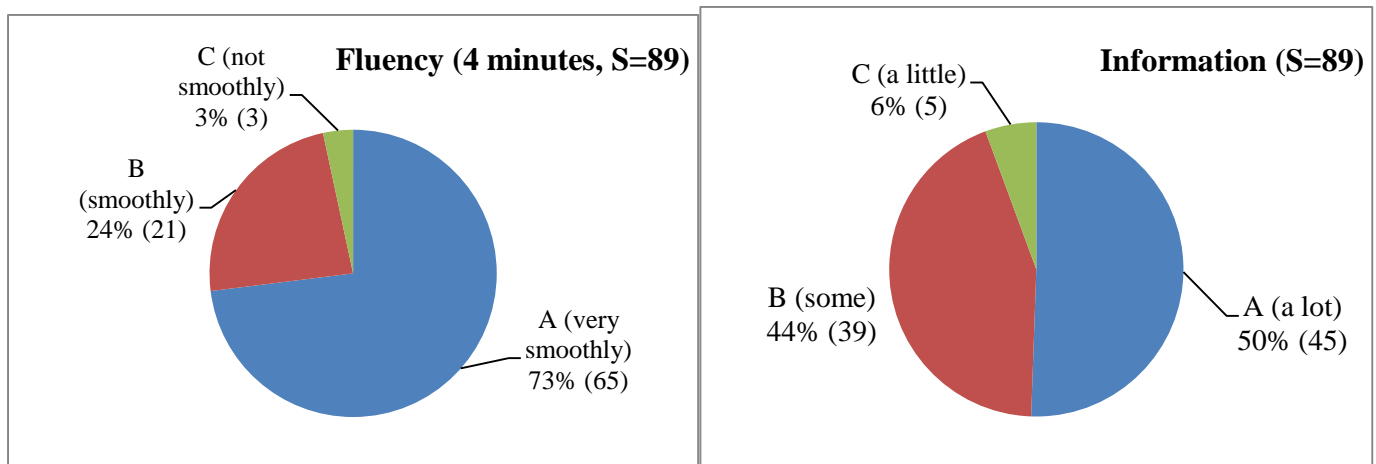 Fluency (4 minutes, S=89)
C (not
smoothly)
3% (3)
B
(smoothly)
24% (21)
A (very
smoothly)
73% (65)
Information (S=89)
C (a little)
6% (5)
B (some)
44% (39)
A (a lot)
50% (45)